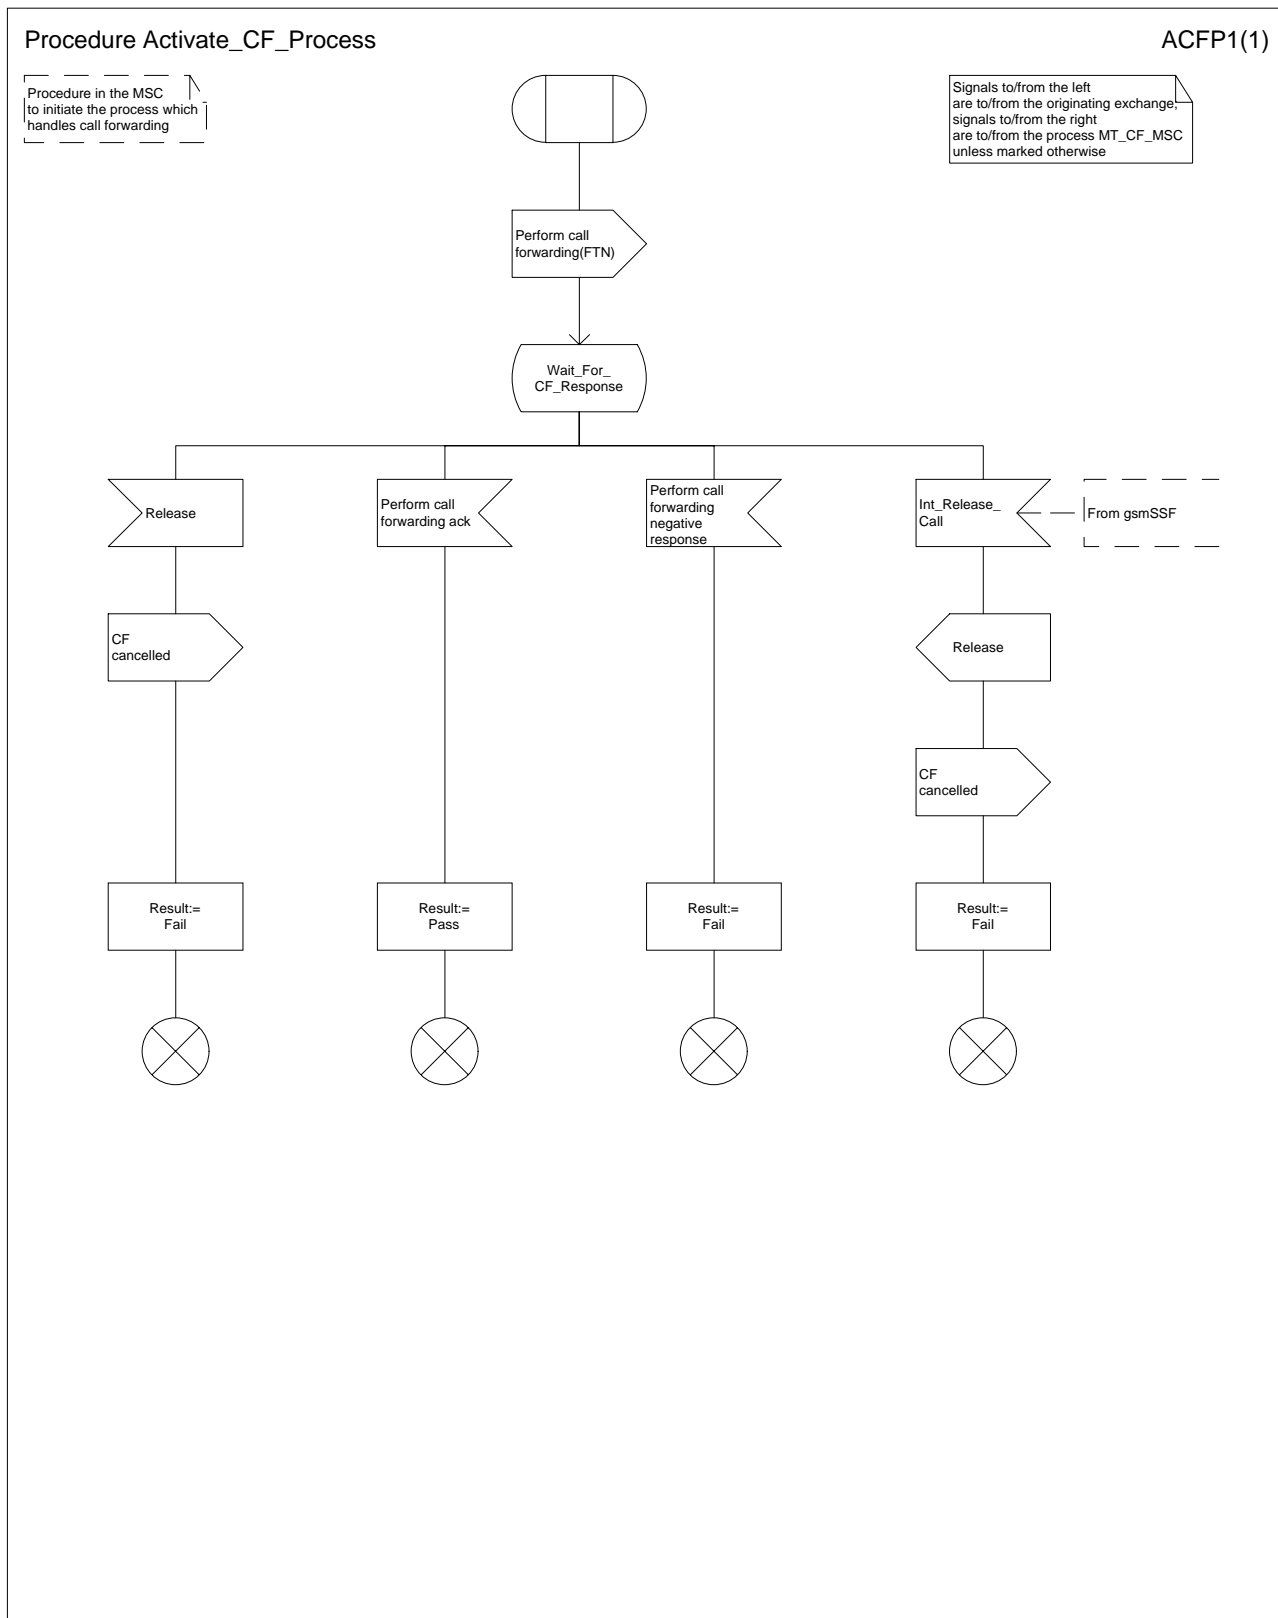 Procedure Activate_CF_Process
ACFP1(1)
Procedure in the MSC
to initiate the process which
handles call forwarding
Signals to/from the left
are to/from the originating exchange;
signals to/from the right
are to/from the process MT_CF_MSC
unless marked otherwise
Perform call
forwarding(FTN)
Wait_For_
CF_Response
Release
Perform call
forwarding ack
Perform call
forwarding
negative
response
Int_Release_
Call
From gsmSSF
CF
cancelled
Release
CF
cancelled
Result:=
Fail
Result:=
Pass
Result:=
Fail
Result:=
Fail